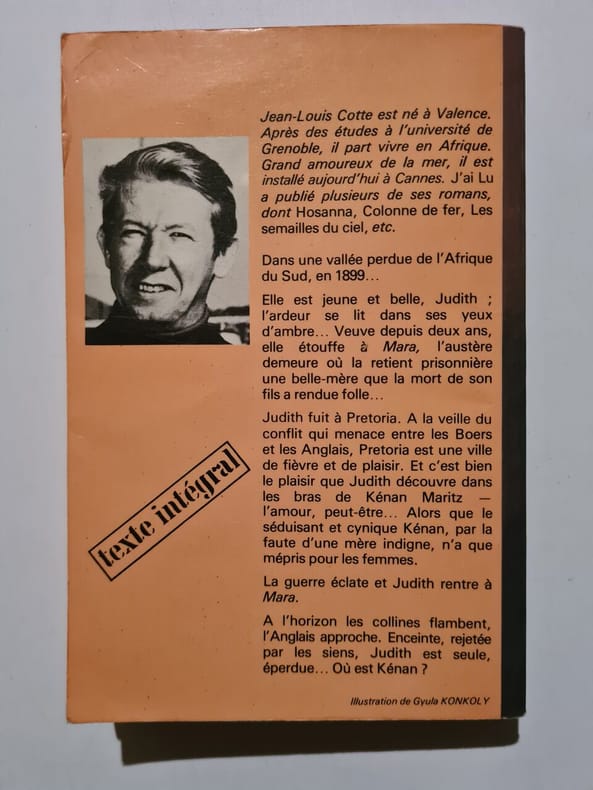 Jean-Louis Cotte est né à Valence.
Après des études à l'université de
Grenoble, il part vivre en Afrique.
Grand amoureux de la mer, il est
installé aujourd'hui à Cannes. J'ai Lu
a publié plusieurs de ses romans,
dont Hosanna, Colonne de fer, Les
semailles du ciel, etc.
Dans une vallée perdue de l'Afrique
du Sud, en 1899...
Elle est jeune et belle, Judith ;
l'ardeur se lit dans ses yeux
d'ambre... Veuve depuis deux ans,
elle étouffe à Mara, l'austère
demeure où la retient prisonnière
une belle-mère que la mort de son
fils a rendue folle...
Judith fuit à Pretoria. A la veille du
conflit qui menace entre les Boers
et les Anglais, Pretoria est une ville
de fièvre et de plaisir. Et c'est bien
le plaisir que Judith découvre dans
les bras de Kénan Maritz —
l'amour, peut-être... Alors que le
séduisant et cynique Kénan, par la
faute d'une mère indigne, n'a que
mépris pour les femmes.
La guerre éclate et Judith rentre à
Mara.
A l'horizon les collines flambent,
l'Anglais approche. Enceinte, rejetée
par les siens, Judith est seule,
éperdue... Où est Kénan ?
texte intégral
Illustration de Gyula KONKOLY